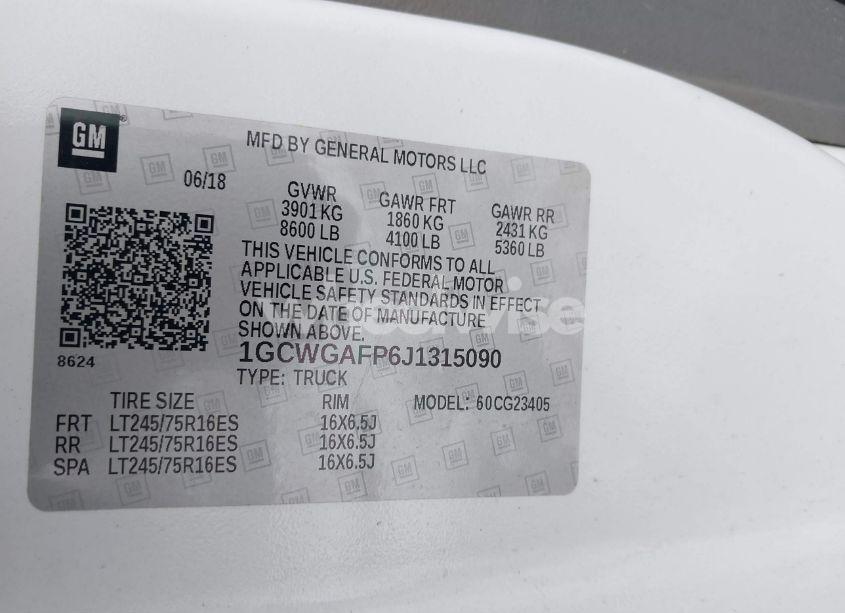 GM
MFD BY GENERAL MOTORS LLC
06/18
GVWR GAWR FRT GAWR RR
3901 KG 1860 KG 2431 KG
8600 LB 4100 LB 5360 LB
THIS VEHICLE CONFORMS TO ALL
APPLICABLE U.S. FEDERAL MOTOR
VEHICLE SAFETY STANDARDS IN EFFECT
ON THE DATE OF MANUFACTURE
SHOWN ABOVE.
8624
1GCWGAFP6J1315090
TYPE: TRUCK
TIRE SIZE RIM MODEL: 60CG23405
FRT LT245/75R16ES 16X6.5J
RR LT245/75R16ES 16X6.5J
SPA LT245/75R16ES 16X6.5J